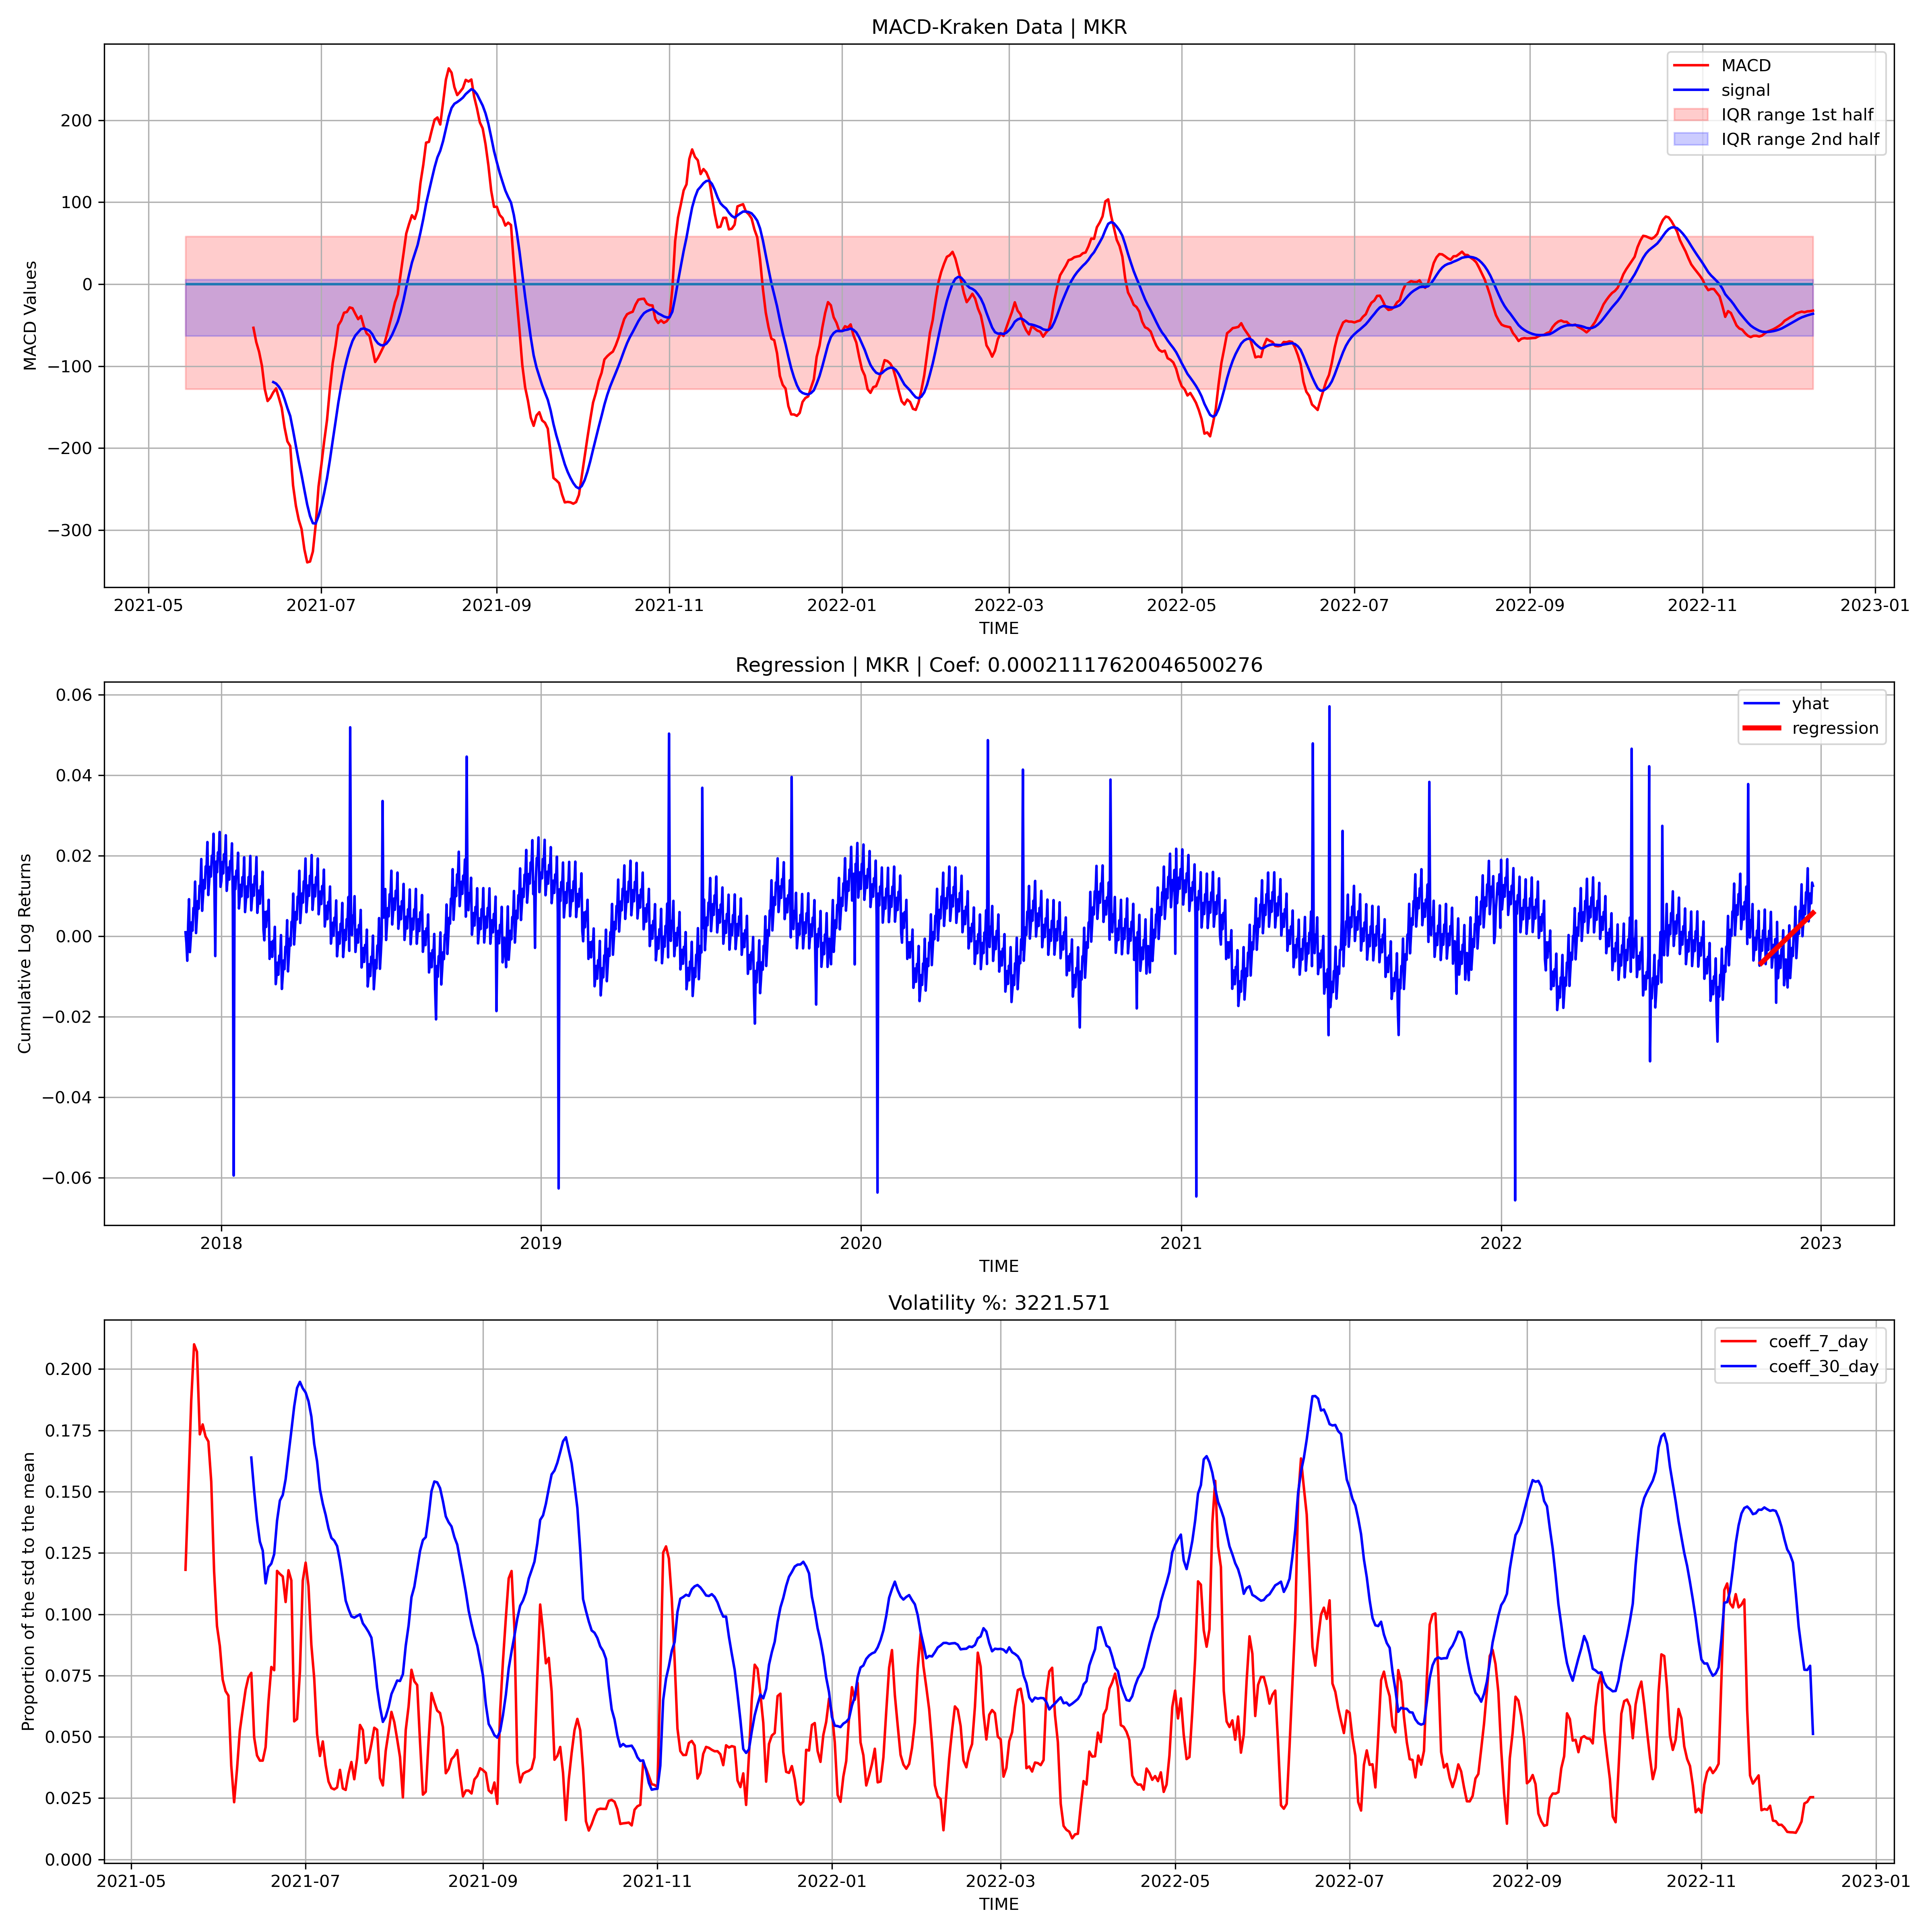 MACD-Kraken Data | MKR
MACD
signal
IQR range 1st half
IQR range 2nd half
MACD Values
200
100
0
−100
−200
−300
2021-05 2021-07 2021-09 2021-11 2022-01 2022-03 2022-05 2022-07 2022-09 2022-11 2023-01
TIME
Regression | MKR | Coef: 0.00021117620046500276
yhat
regression
Cumulative Log Returns
0.06
0.04
0.02
0.00
−0.02
−0.04
−0.06
2018 2019 2020 2021 2022 2023
TIME
Volatility %: 3221.571
coeff_7_day
coeff_30_day
Proportion of the std to the mean
0.200
0.175
0.150
0.125
0.100
0.075
0.050
0.025
0.000
2021-05 2021-07 2021-09 2021-11 2022-01 2022-03 2022-05 2022-07 2022-09 2022-11 2023-01
TIME